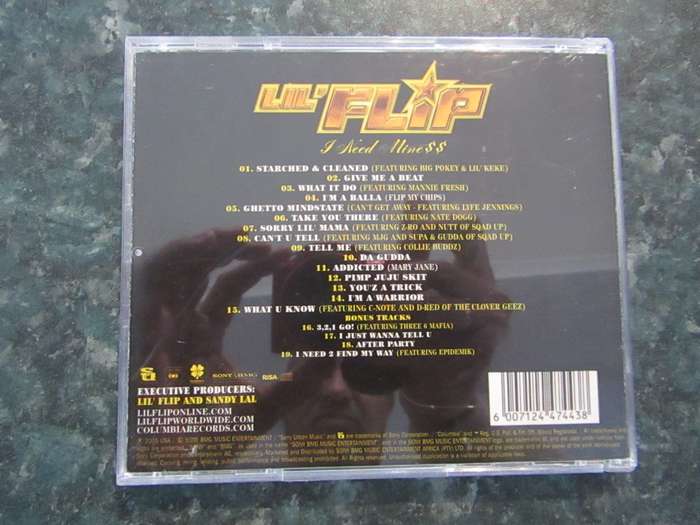 LIL' FLIP
I Need Mine$$
01. STARCHED & CLEANED (FEATURING BIG POKEY & LIL' KEKE)
02. GIVE ME A BEAT
03. WHAT IT DO (FEATURING MANNIE FRESH)
04. I'M A BALLA (FLIP MY CHIPS)
05. GHETTO MINDSTATE (CAN'T GET AWAY - FEATURING LYFE JENNINGS)
06. TAKE YOU THERE (FEATURING NATE DOGG)
07. SORRY LIL' MAMA (FEATURING Z-RO AND NUTT OF SQAD UP)
08. CAN'T U TELL (FEATURING MJG AND SUPA & GUDDA OF SQAD UP)
09. TELL ME (FEATURING COLLIE BUDDZ)
10. DA GUDDA
11. ADDICTED (MARY JANE)
12. PIMP JUJU SKIT
13. YOU'Z A TRICK
14. I'M A WARRIOR
15. WHAT U KNOW (FEATURING C-NOTE AND D-RED OF THE CLOVER GEEZ)
BONUS TRACKS
16. 3,2,1 GO! (FEATURING THREE 6 MAFIA)
17. I JUST WANNA TELL U
18. AFTER PARTY
19. I NEED 2 FIND MY WAY (FEATURING EPIDEMIK)
SONY BMG
RiSA
EXECUTIVE PRODUCERS:
LIL' FLIP AND SANDY LAL
LILFLIPONLINE.COM
LILFLIPWORLDWIDE.COM
COLUMBIARECORDS.COM
6 007124 474438